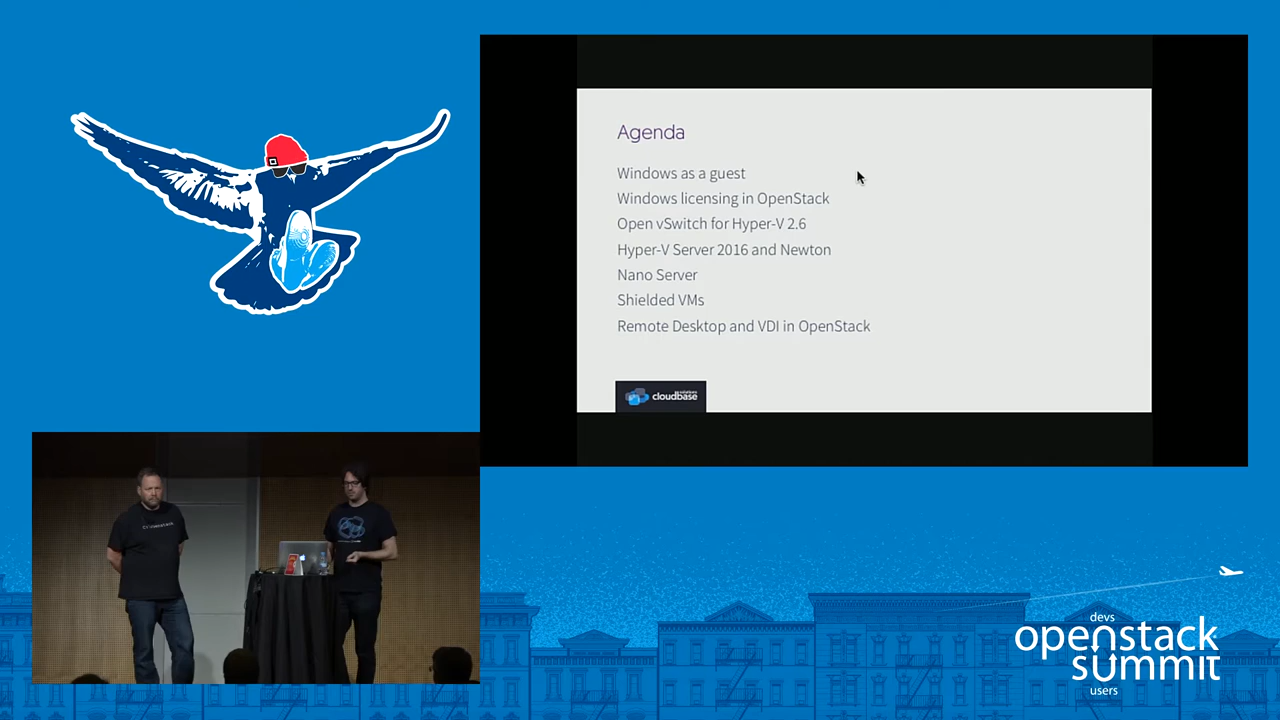 Agenda
Windows as a guest
Windows licensing in OpenStack
Open vSwitch for Hyper-V 2.6
Hyper-V Server 2016 and Newton
Nano Server
Shielded VMs
Remote Desktop and VDI in OpenStack
solutions
cloudbase
devs
openstack
summit
users